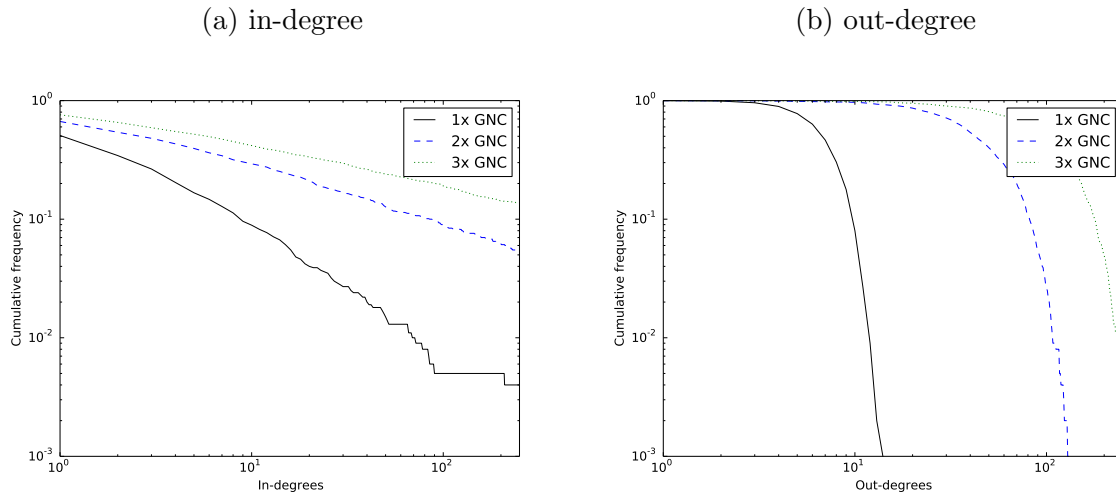 (a) in-degree
10^0
10^-1
10^-2
10^-3
Cumulative frequency
10^0
10^1
10^2
In-degrees
1x GNC
2x GNC
3x GNC
(b) out-degree
10^0
10^-1
10^-2
10^-3
Cumulative frequency
10^0
10^1
10^2
Out-degrees
1x GNC
2x GNC
3x GNC